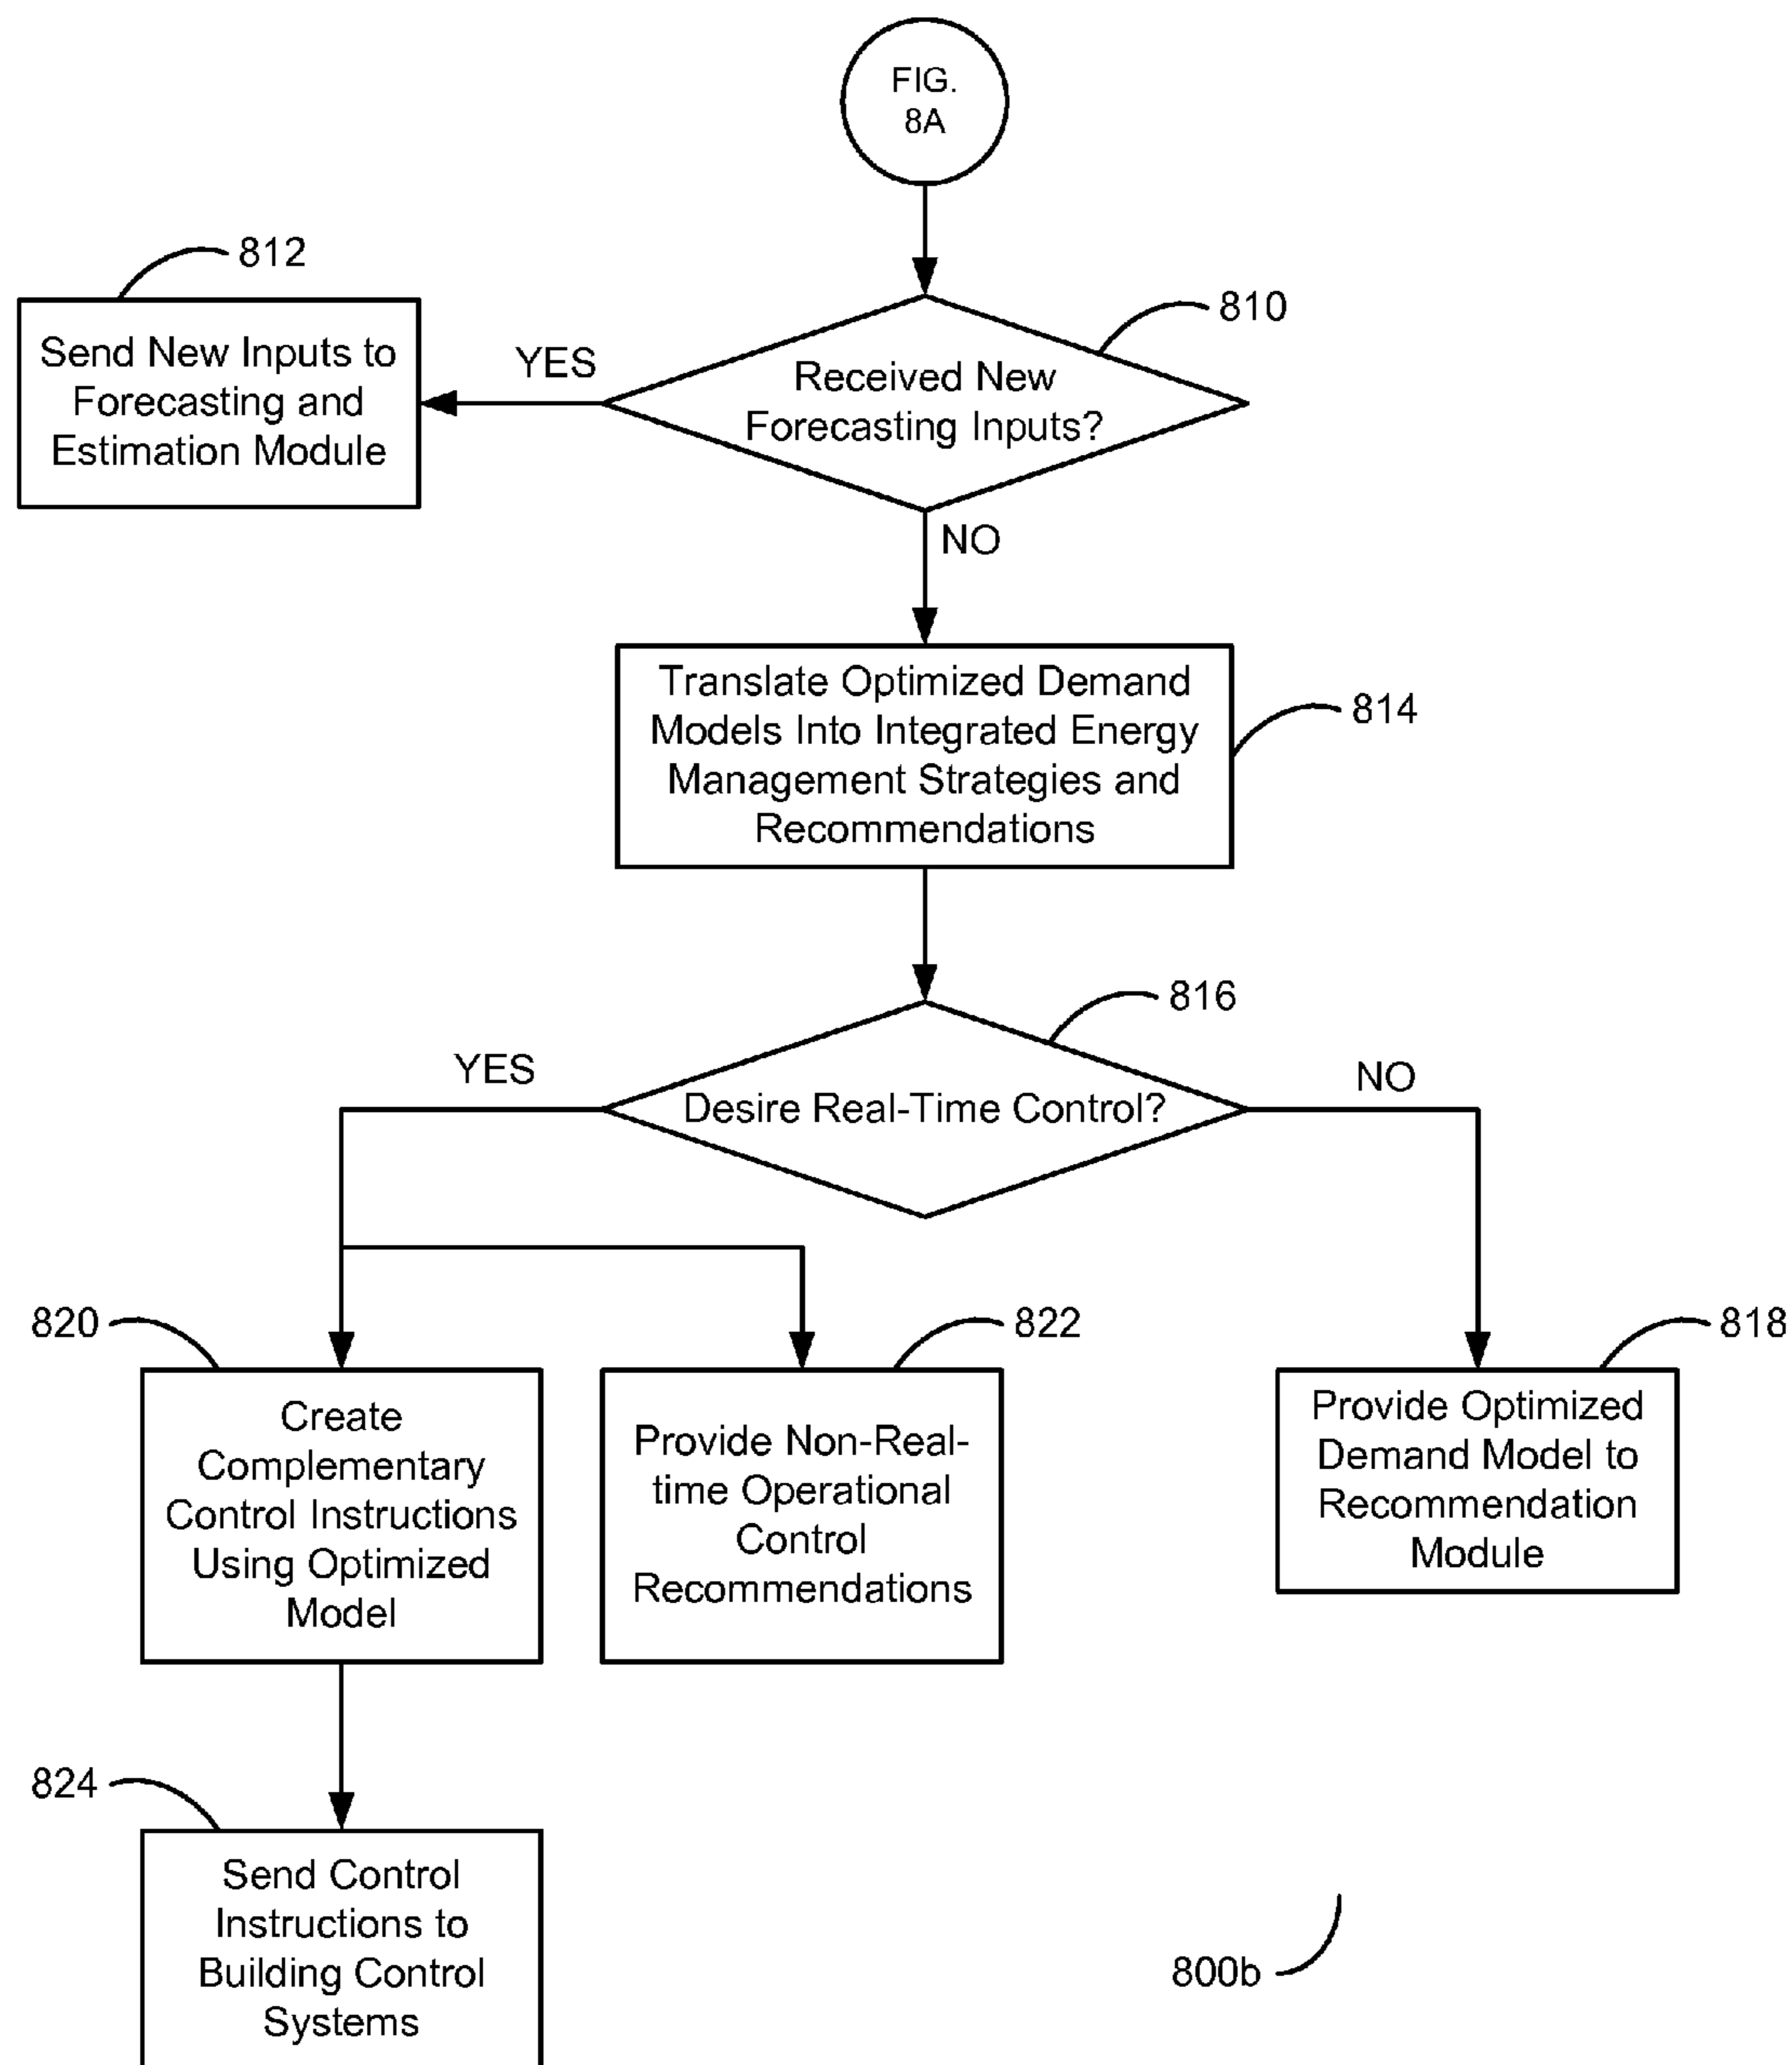 FIG.
8A
812
810
Send New Inputs to
Forecasting and
Estimation Module
YES
Received New
Forecasting Inputs?
NO
Translate Optimized Demand
Models Into Integrated Energy
Management Strategies and
Recommendations
814
816
YES
NO
Desire Real-Time Control?
820
822
818
Create
Complementary
Control Instructions
Using Optimized
Model
Provide Non-Real-
time Operational
Control
Recommendations
Provide Optimized
Demand Model to
Recommendation
Module
824
Send Control
Instructions to
Building Control
Systems
800b